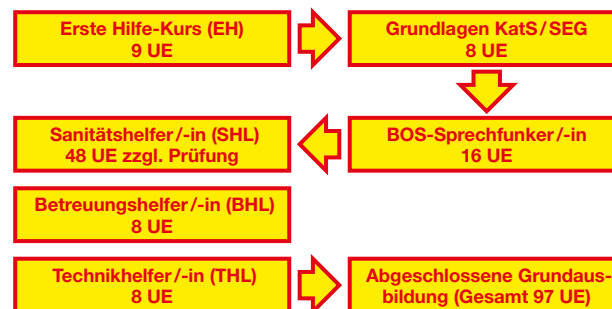 Erste Hilfe-Kurs (EH)
9 UE
Grundlagen KatS/SEG
8 UE
BOS-Sprechfunker/-in
16 UE
Sanitätshelfer/-in (SHL)
48 UE zzgl. Prüfung
Betreuungshelfer/-in (BHL)
8 UE
Technikhelfer/-in (THL)
8 UE
Abgeschlossene Grundaus-
bildung (Gesamt 97 UE)